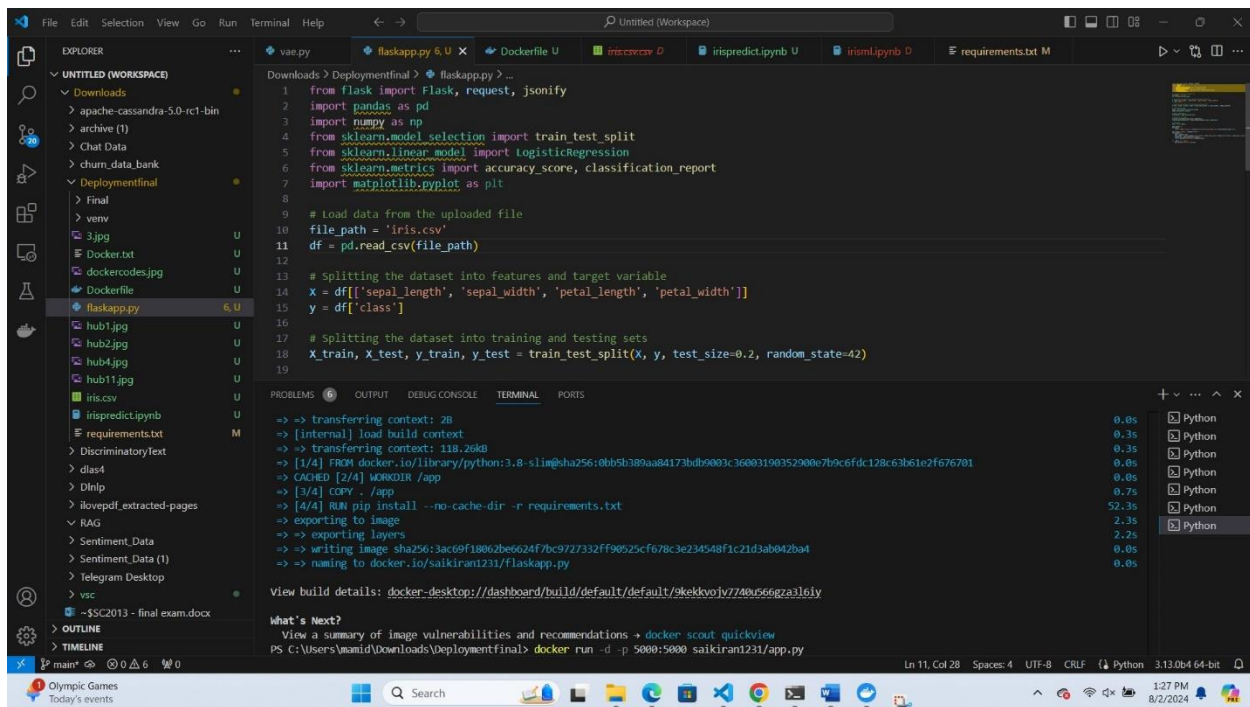 File Edit Selection View Go Run Terminal Help
Untitled (Workspace)
EXPLORER
UNTITLED (WORKSPACE)
Downloads
apache-cassandra-5.0-rc1-bin
archive (1)
Chat Data
churn_data_bank
Deploymentfinal
Final
venv
3.jpg U
Docker.txt U
dockercodes.jpg U
Dockerfile U
flaskapp.py 6, U
hub1.jpg U
hub2.jpg U
hub4.jpg U
hub11.jpg U
iris.csv U
irispredict.ipynb U
requirements.txt M
DiscriminatoryText
dlas4
Dlnlp
ilovepdf_extracted-pages
RAG
Sentiment_Data
Sentiment_Data (1)
Telegram Desktop
vsc
~$SC2013 - final exam.docx
OUTLINE
TIMELINE
vae.py flaskapp.py 6, U Dockerfile U iris.csv.csv D irispredict.ipynb U irisml.ipynb D requirements.txt M
Downloads > Deploymentfinal > flaskapp.py > ...
1 from flask import Flask, request, jsonify
2 import pandas as pd
3 import numpy as np
4 from sklearn.model_selection import train_test_split
5 from sklearn.linear_model import LogisticRegression
6 from sklearn.metrics import accuracy_score, classification_report
7 import matplotlib.pyplot as plt
8
9 # Load data from the uploaded file
10 file_path = 'iris.csv'
11 df = pd.read_csv(file_path)
12
13 # Splitting the dataset into features and target variable
14 X = df[['sepal_length', 'sepal_width', 'petal_length', 'petal_width']]
15 y = df['class']
16
17 # Splitting the dataset into training and testing sets
18 X_train, X_test, y_train, y_test = train_test_split(X, y, test_size=0.2, random_state=42)
19
PROBLEMS 6 OUTPUT DEBUG CONSOLE TERMINAL PORTS
=> => transferring context: 2B 0.0s
=> [internal] load build context 0.3s
=> => transferring context: 118.26kB 0.3s
=> [1/4] FROM docker.io/library/python:3.8-slim@sha256:0bb5b389aa84173bdb9003c36003190352900e7b9c6fdc128c63b61e2f676701 0.0s
=> CACHED [2/4] WORKDIR /app 0.0s
=> [3/4] COPY . /app 0.7s
=> [4/4] RUN pip install --no-cache-dir -r requirements.txt 52.3s
=> exporting to image 2.3s
=> => exporting layers 2.2s
=> => writing image sha256:3ac69f18062be6624f7bc9727332ff90525cf678c3e234548f1c21d3ab042ba4 0.0s
=> => naming to docker.io/saikiran1231/flaskapp.py 0.0s
View build details: docker-desktop://dashboard/build/default/default/9kekkvojv7740u566gza3l6iy
What's Next?
View a summary of image vulnerabilities and recommendations → docker scout quickview
PS C:\Users\mamid\Downloads\Deploymentfinal> docker run -d -p 5000:5000 saikiran1231/app.py
Python
Python
Python
Python
Python
Python
Python
20
main* 0 6 0
Ln 11, Col 28 Spaces: 4 UTF-8 CRLF Python 3.13.0b4 64-bit
1
Olympic Games
Today's events
Search
1:27 PM
8/2/2024